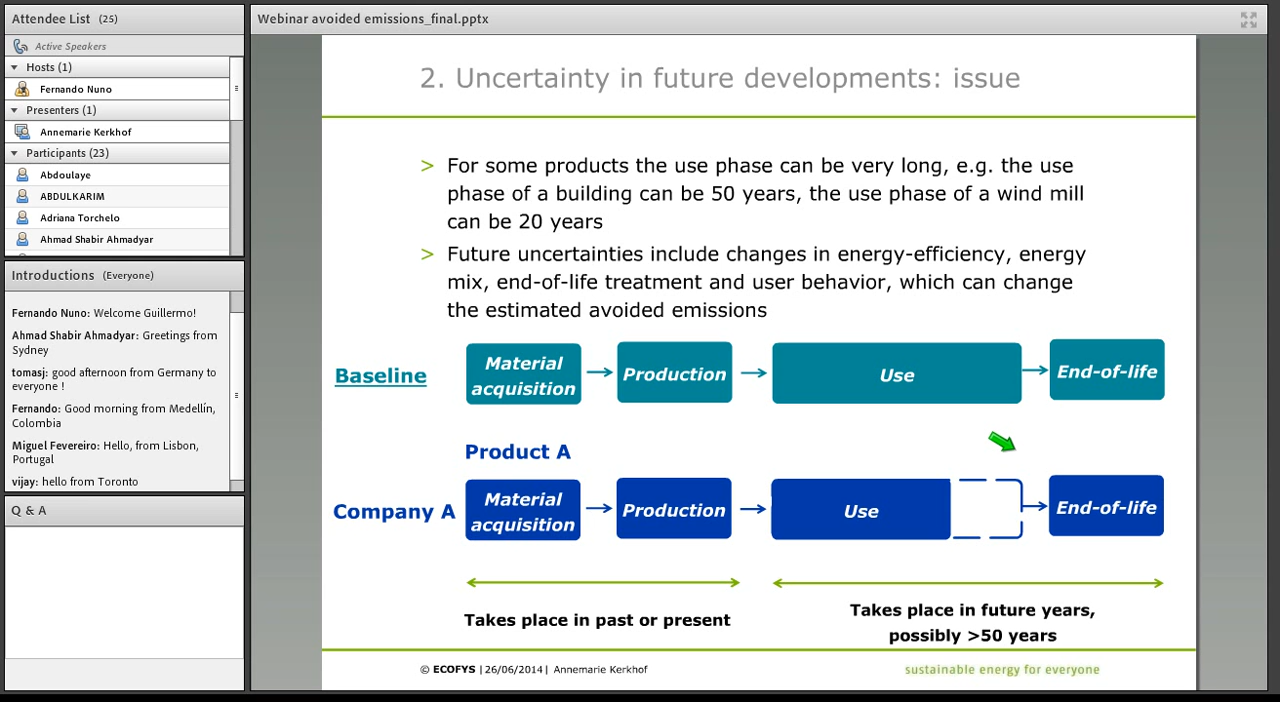 Attendee List (25)
Active Speakers
Hosts (1)
Fernando Nuno
Presenters (1)
Annemarie Kerkhof
Participants (23)
Abdoulaye
ABDULKARIM
Adriana Torchelo
Ahmad Shabir Ahmadyar
Introductions (Everyone)
Fernando Nuno: Welcome Guillermo!
Ahmad Shabir Ahmadyar: Greetings from
Sydney
tomasj: good afternoon from Germany to
everyone !
Fernando: Good morning from Medellín,
Colombia
Miguel Fevereiro: Hello, from Lisbon,
Portugal
vijay: hello from Toronto
Q & A
Webinar avoided emissions_final.pptx
2. Uncertainty in future developments: issue
> For some products the use phase can be very long, e.g. the use
phase of a building can be 50 years, the use phase of a wind mill
can be 20 years
> Future uncertainties include changes in energy-efficiency, energy
mix, end-of-life treatment and user behavior, which can change
the estimated avoided emissions
Baseline
Material
acquisition
Production
Use
End-of-life
Product A
Company A
Material
acquisition
Production
Use
End-of-life
Takes place in past or present
Takes place in future years,
possibly >50 years
© ECOFYS | 26/06/2014 | Annemarie Kerkhof
sustainable energy for everyone